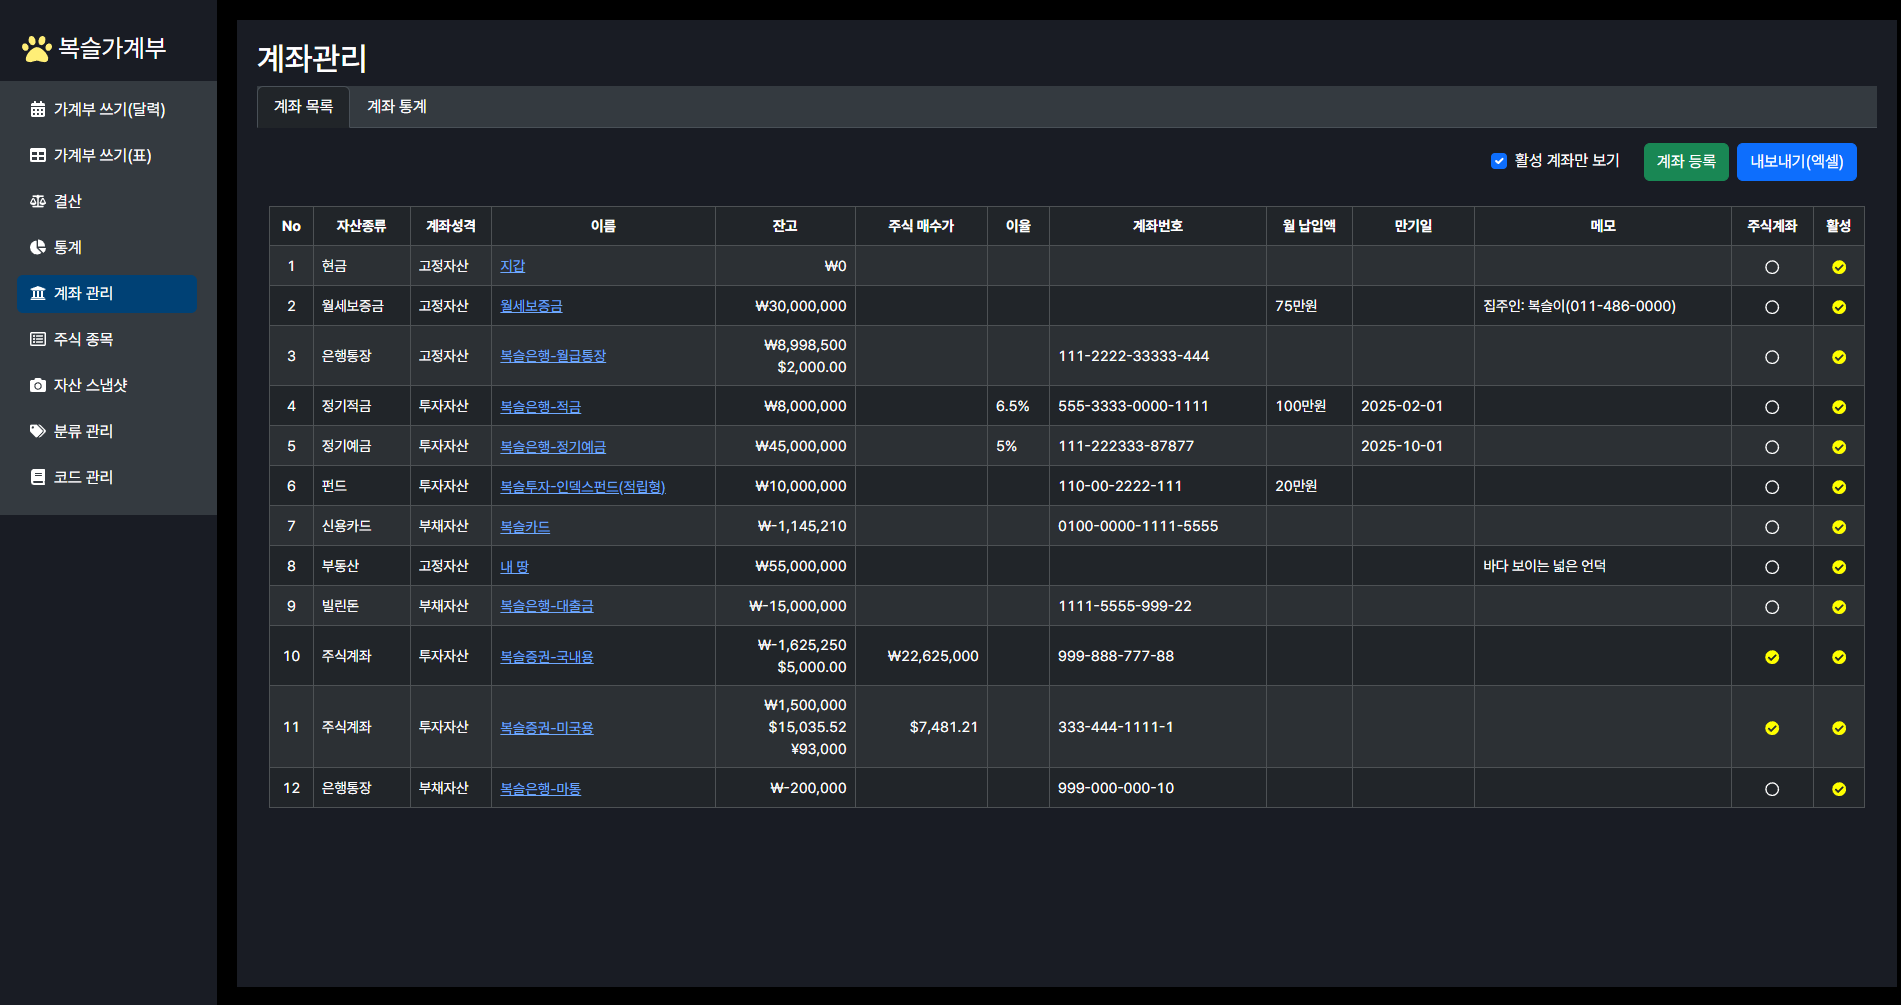 복슬가계부
가계부 쓰기(달력)
가계부 쓰기(표)
결산
통계
계좌 관리
주식 종목
자산 스냅샷
분류 관리
코드 관리
계좌관리
계좌 목록 계좌 통계
활성 계좌만 보기 계좌 등록 내보내기(엑셀)
No 자산종류 계좌성격 이름 잔고 주식 매수가 이율 계좌번호 월 납입액 만기일 메모 주식계좌 활성
1 현금 고정자산 지갑 ₩0
2 월세보증금 고정자산 월세보증금 ₩30,000,000 75만원 집주인: 복슬이(011-486-0000)
3 은행통장 고정자산 복슬은행-월급통장 ₩8,998,500 111-2222-33333-444
$2,000.00
4 정기적금 투자자산 복슬은행-적금 ₩8,000,000 6.5% 555-3333-0000-1111 100만원 2025-02-01
5 정기예금 투자자산 복슬은행-정기예금 ₩45,000,000 5% 111-222333-87877 2025-10-01
6 펀드 투자자산 복슬투자-인덱스펀드(적립형) ₩10,000,000 110-00-2222-111 20만원
7 신용카드 부채자산 복슬카드 ₩-1,145,210 0100-0000-1111-5555
8 부동산 고정자산 내 땅 ₩55,000,000 바다 보이는 넓은 언덕
9 빌린돈 부채자산 복슬은행-대출금 ₩-15,000,000 1111-5555-999-22
10 주식계좌 투자자산 복슬증권-국내용 ₩-1,625,250 ₩22,625,000 999-888-777-88
$5,000.00
11 주식계좌 투자자산 복슬증권-미국용 ₩1,500,000 $7,481.21 333-444-1111-1
$15,035.52
¥93,000
12 은행통장 부채자산 복슬은행-마통 ₩-200,000 999-000-000-10